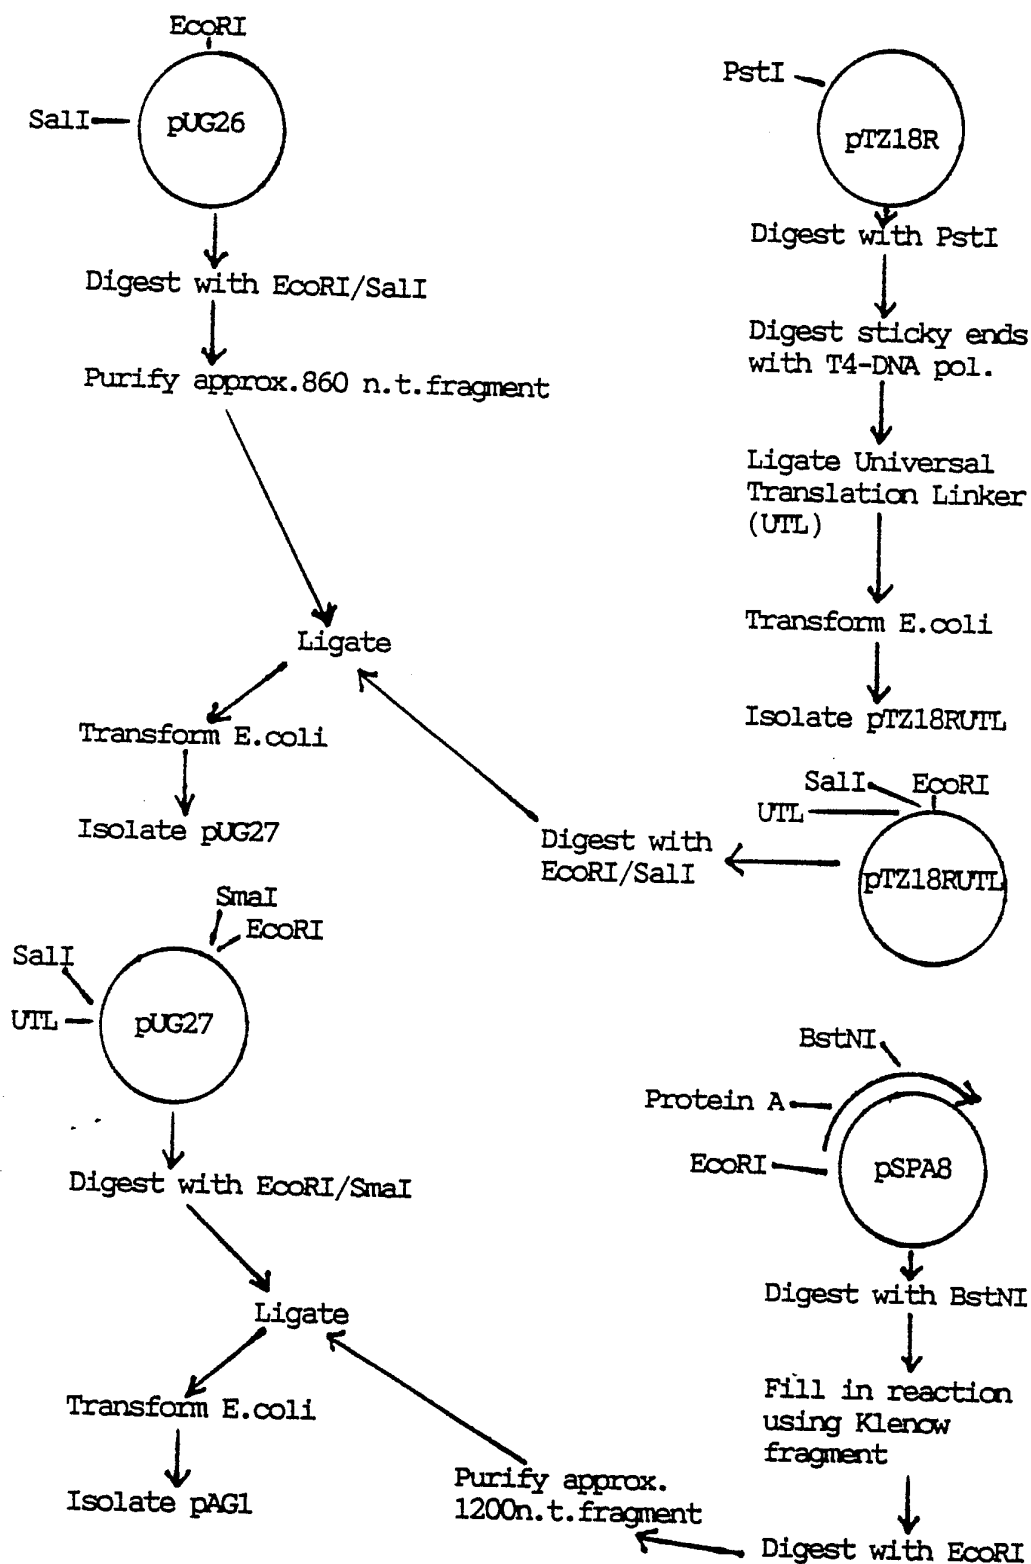 EcoRI
SalI
pUG26
Digest with EcoRI/SalI
Purify approx.860 n.t.fragment
PstI
pTZ18R
Digest with PstI
Digest sticky ends
with T4-DNA pol.
Ligate Universal
Translation Linker
(UTL)
Transform E.coli
Isolate pTZ18RUTL
SalI
EcoRI
UTL
pTZ18RUTL
Digest with
EcoRI/SalI
Ligate
Transform E.coli
Isolate pUG27
SmaI
EcoRI
SalI
UTL
pUG27
Digest with EcoRI/SmaI
Ligate
Transform E.coli
Isolate pAG1
BstNI
Protein A
EcoRI
pSPA8
Digest with BstNI
Fill in reaction
using Klenow
fragment
Digest with EcoRI
Purify approx.
1200n.t.fragment